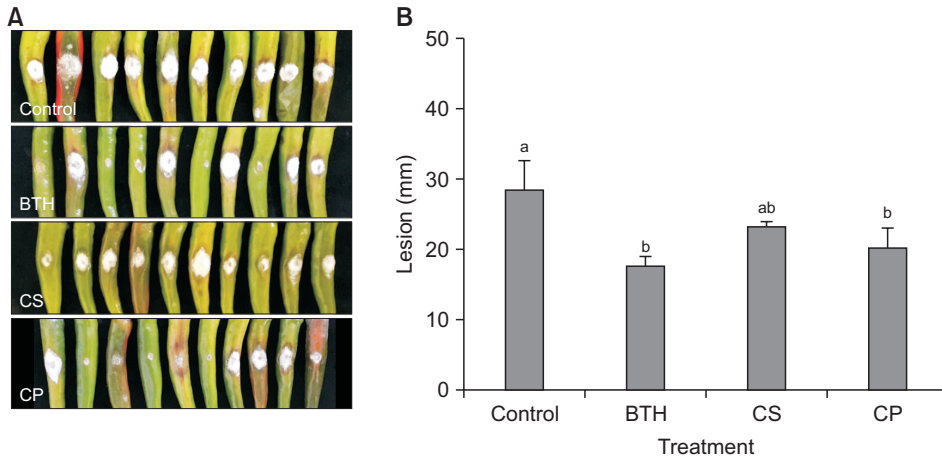 A
Control
BTH
CS
CP
B
50
40
30
20
10
0
Lesion (mm)
a
b
ab
b
Control BTH CS CP
Treatment